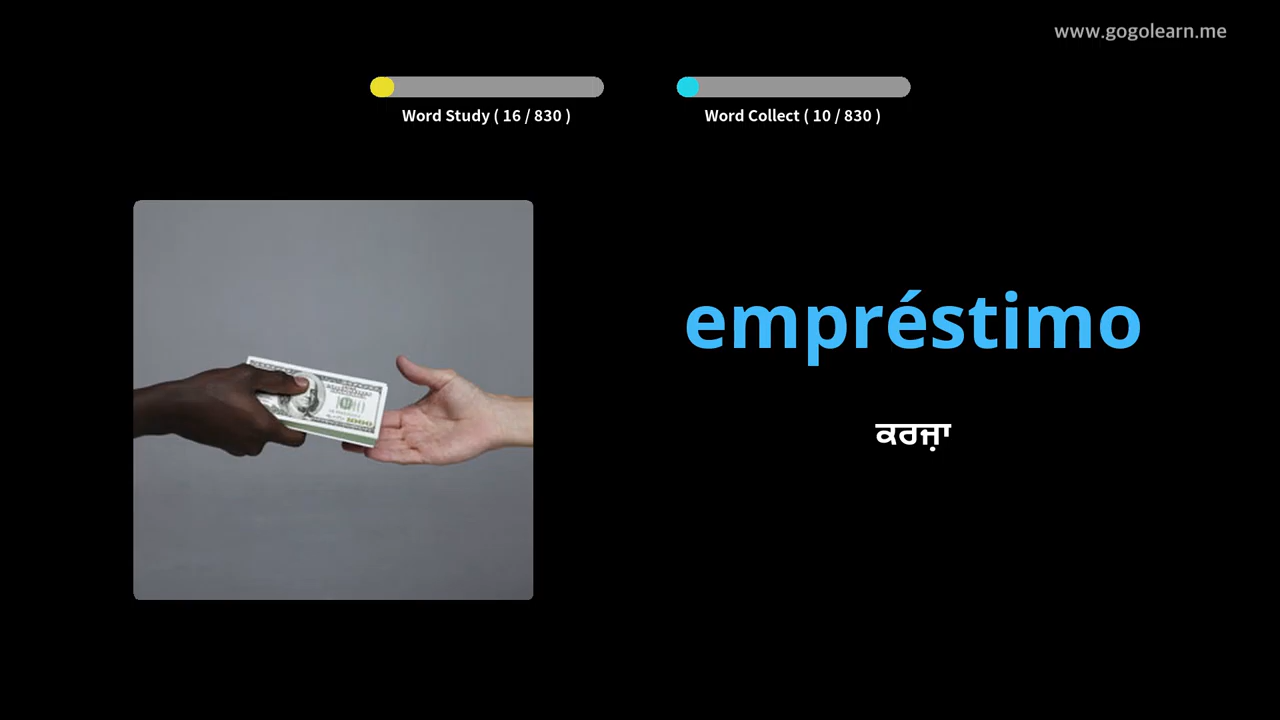 www.gogolearn.me
Word Study ( 16 / 830 )
Word Collect ( 10 / 830 )
empréstimo
ਕਰਜ਼ਾ